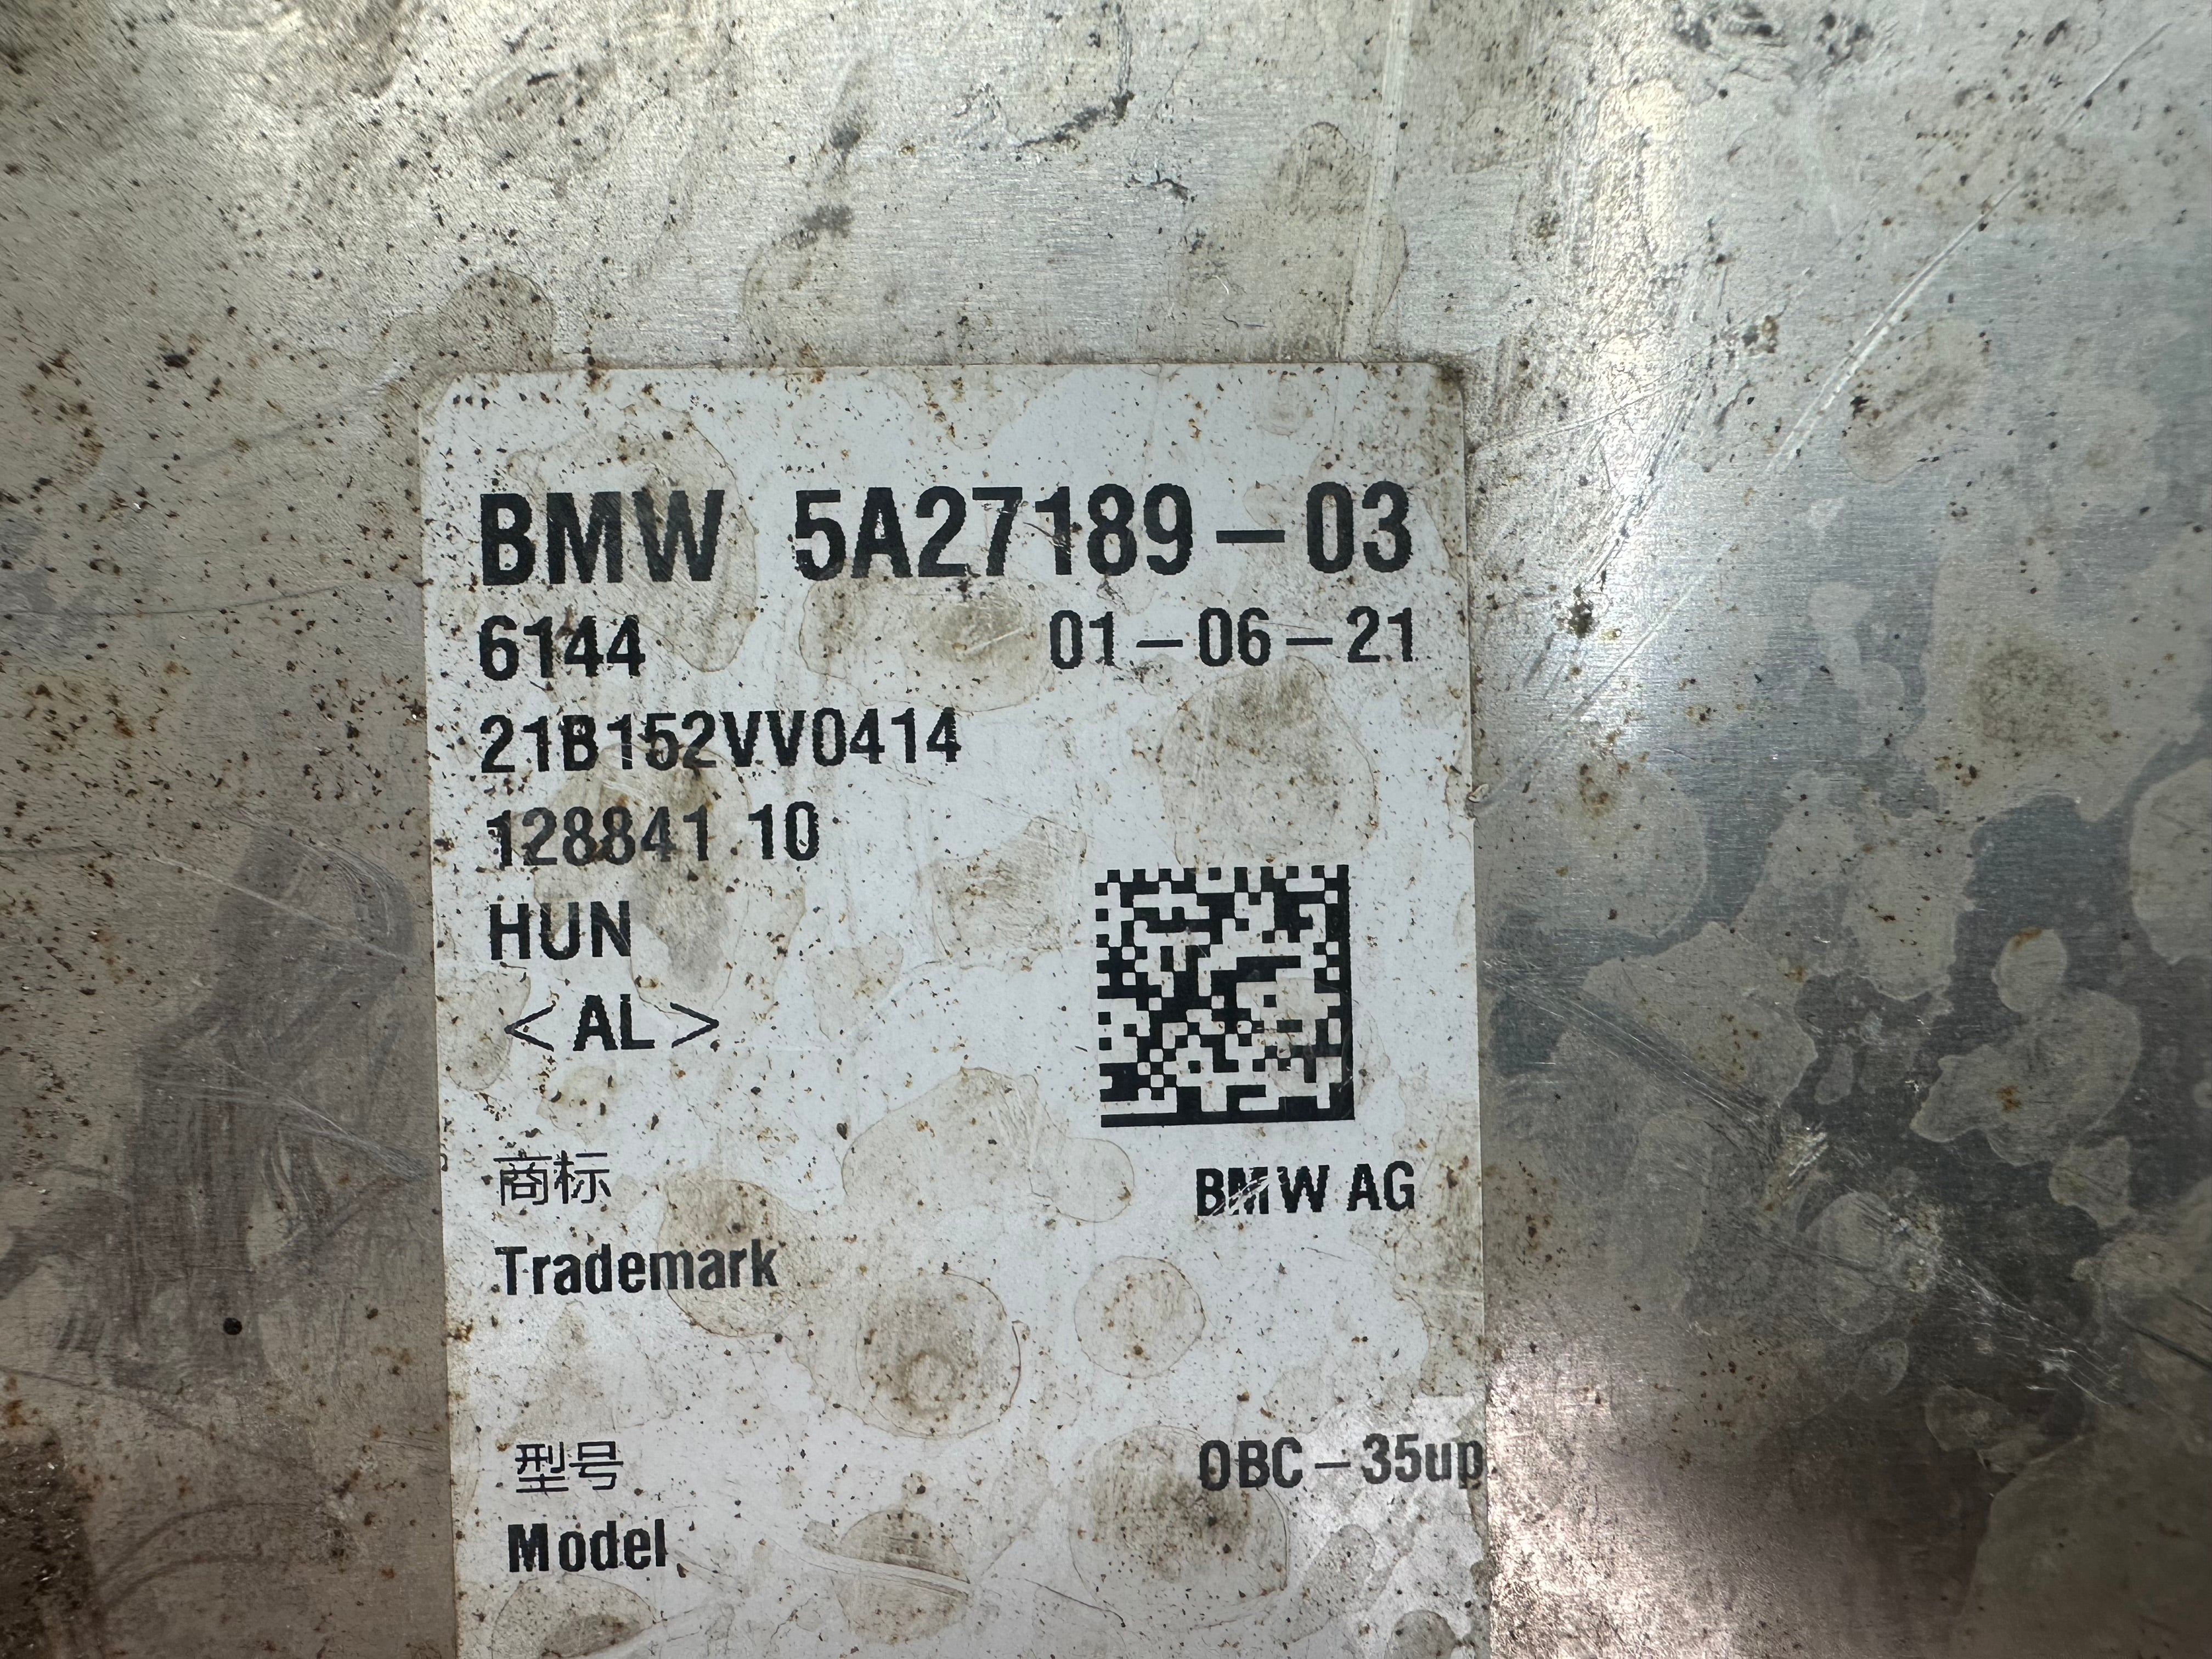 BMW 5A27189-03
6144 01-06-21
21B152VV0414
128841 10
HUN
<AL>
商标 BMW AG
Trademark
型号 OBC-35up
Model